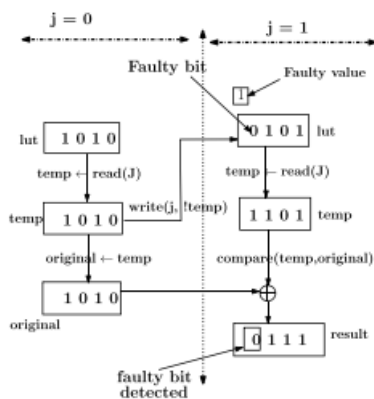 j = 0
j = 1
Faulty bit
Faulty value
1
1 0 1 0
lut
0 1 0 1
lut
temp ← read(J)
temp ← read(J)
temp
1 0 1 0
write(j, !temp)
1 1 0 1
temp
original ← temp
compare(temp,original)
1 0 1 0
original
0 1 1 1
result
faulty bit
detected